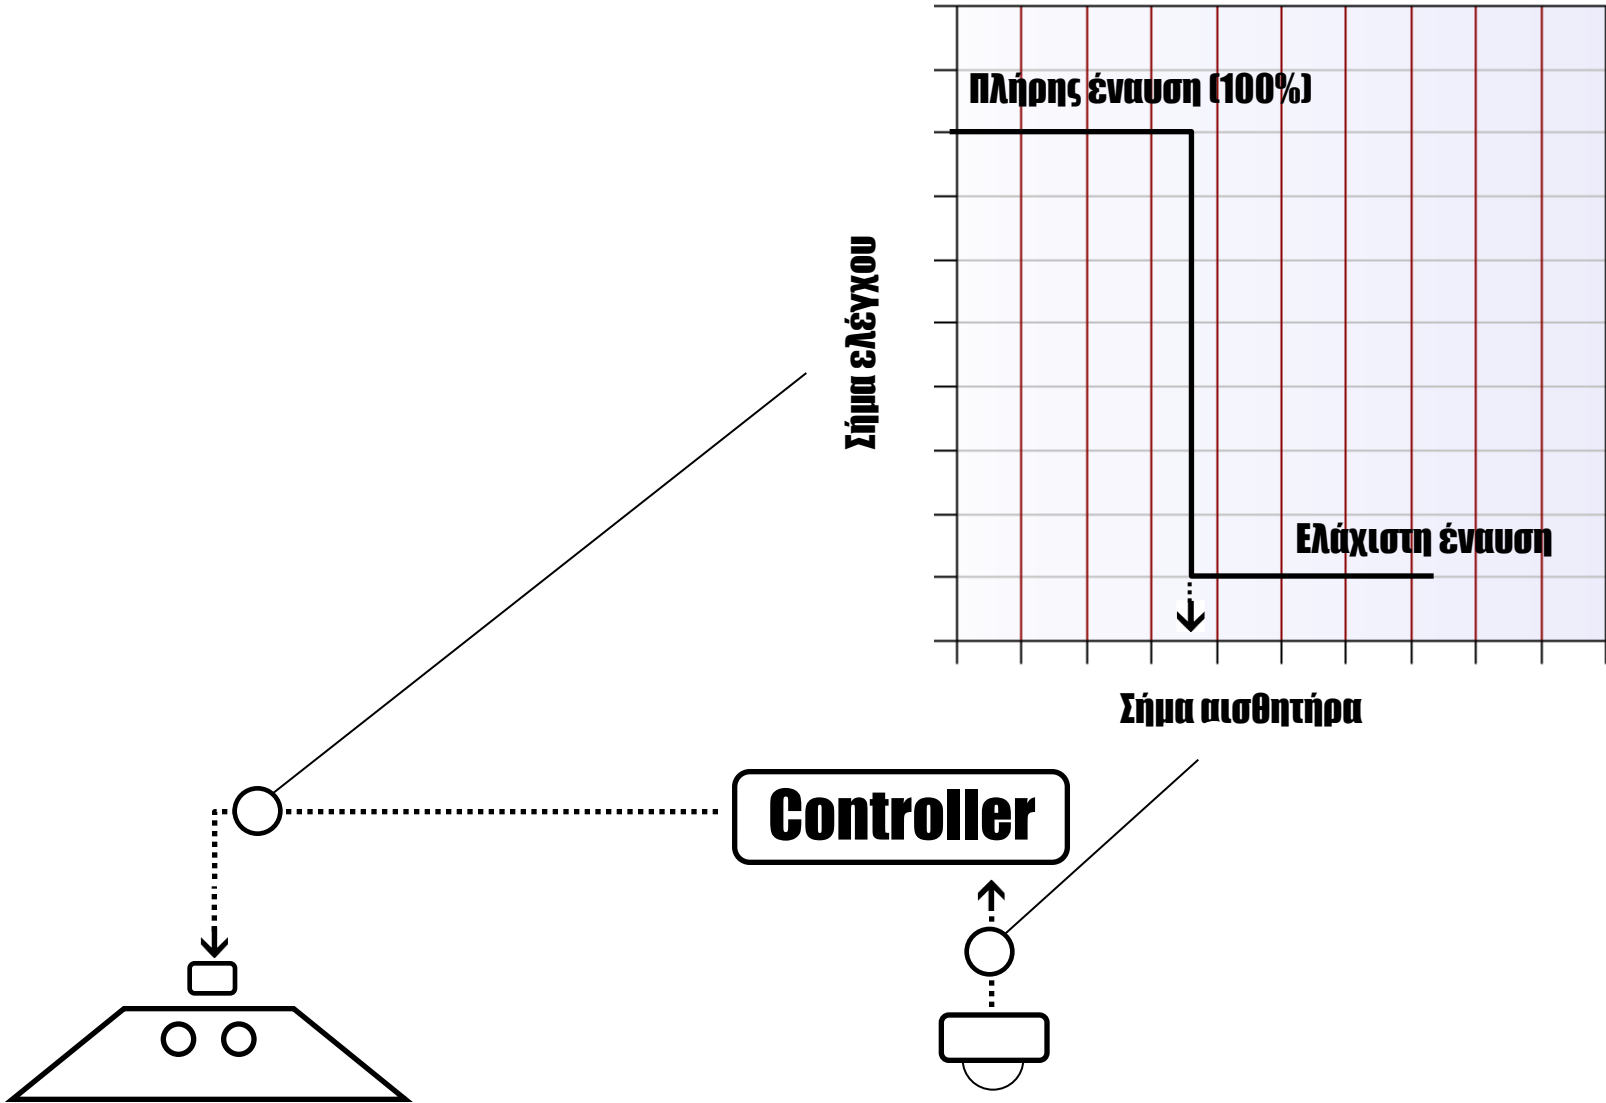 Πλήρης έναυση (100%)
Σήμα ελέγχου
Ελάχιστη έναυση
Σήμα αισθητήρα
Controller